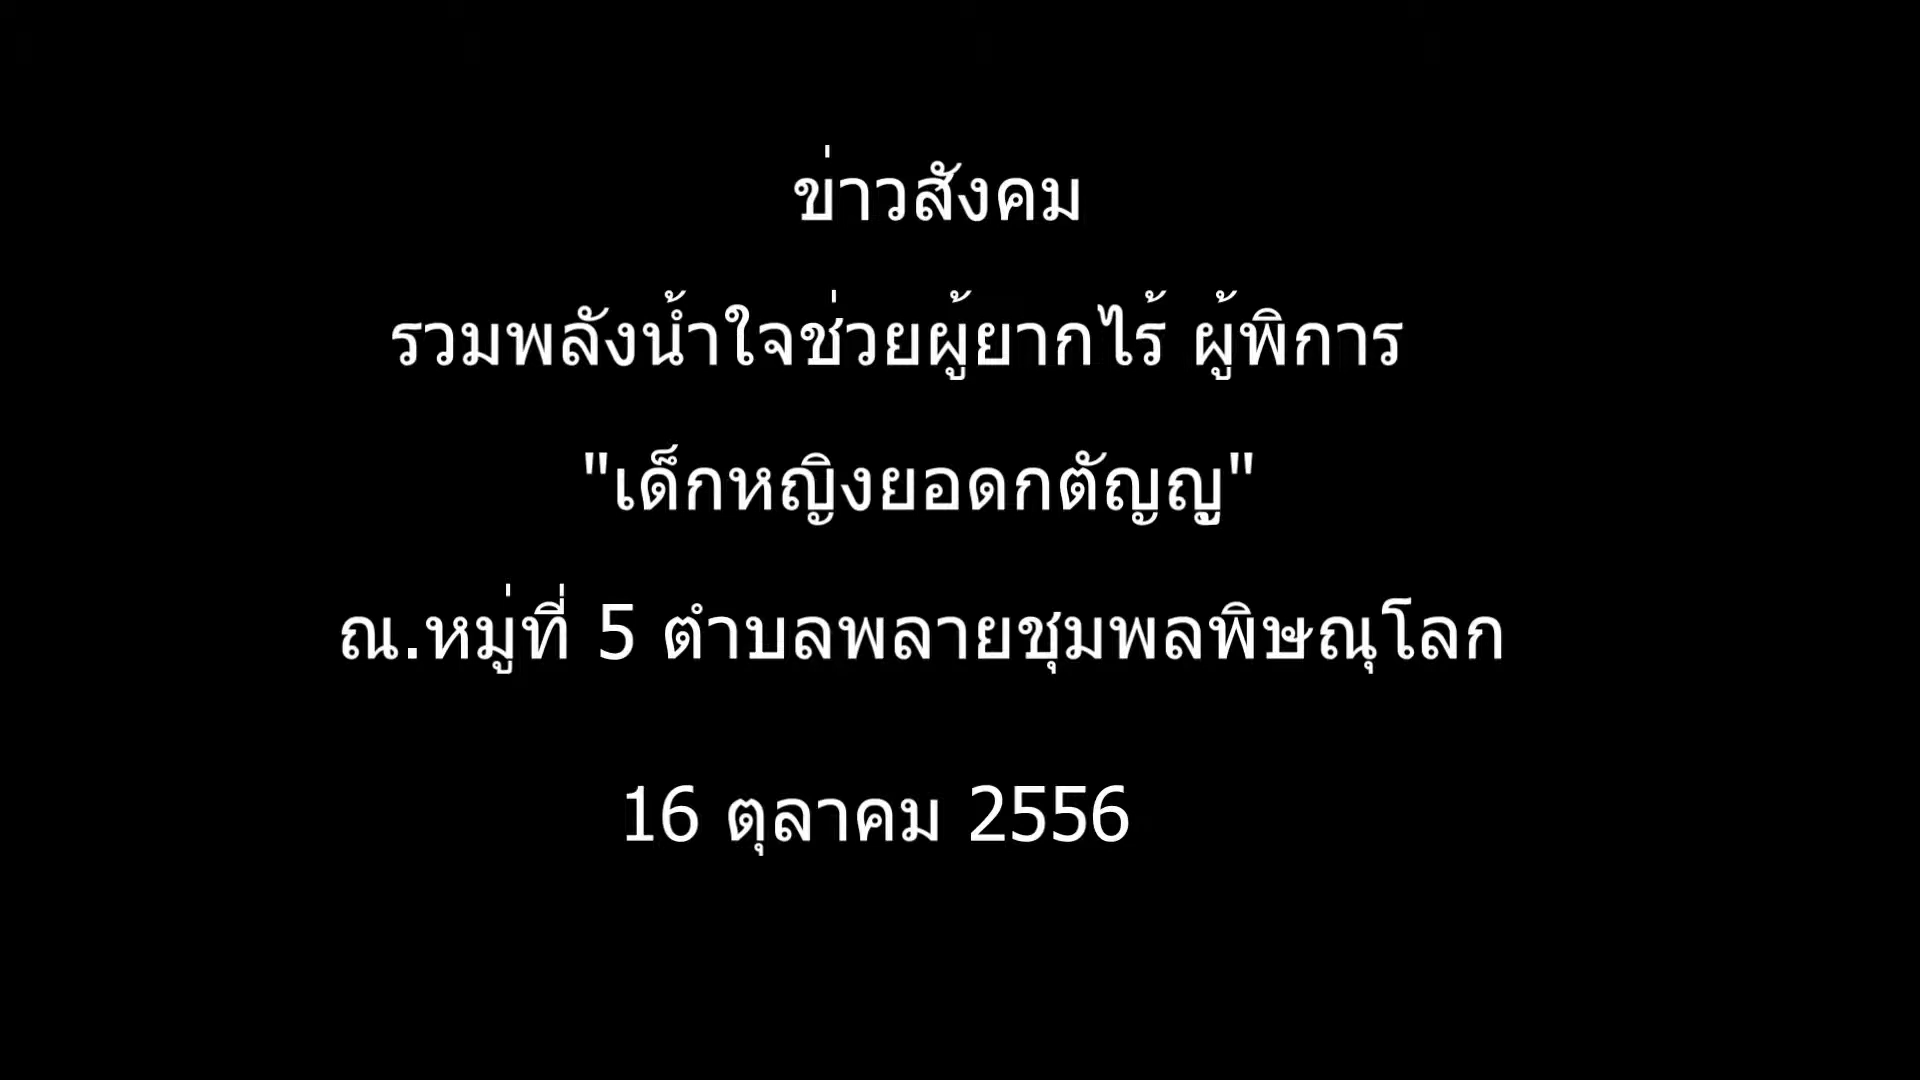 ข่าวสังคม
รวมพลังน้ำใจช่วยผู้ยากไร้ ผู้พิการ
"เด็กหญิงยอดกตัญญู"
ณ.หมู่ที่ 5 ตำบลพลายชุมพลพิษณุโลก
16 ตุลาคม 2556